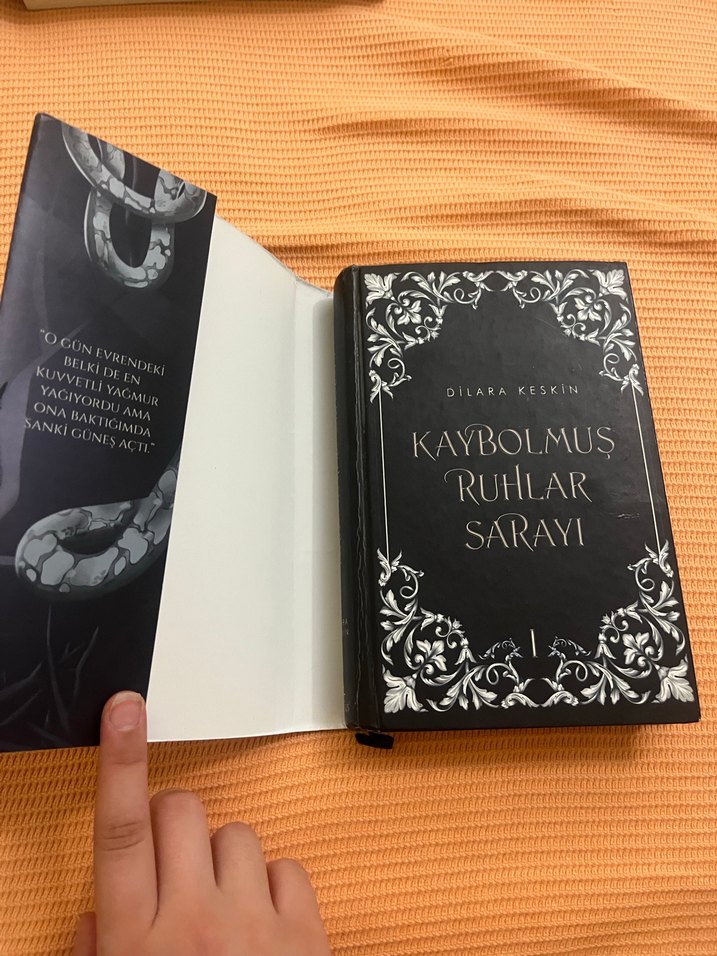 "O GÜN EVRENDEKİ
BELKİ DE EN
KUVVETLİ YAĞMUR
YAĞIYORDU AMA
ONA BAKTIĞIMDA
SANKİ GÜNEŞ AÇTI."
DİLARA KESKİN
KAYBOLMUŞ
RUHLAR
SARAYI
I